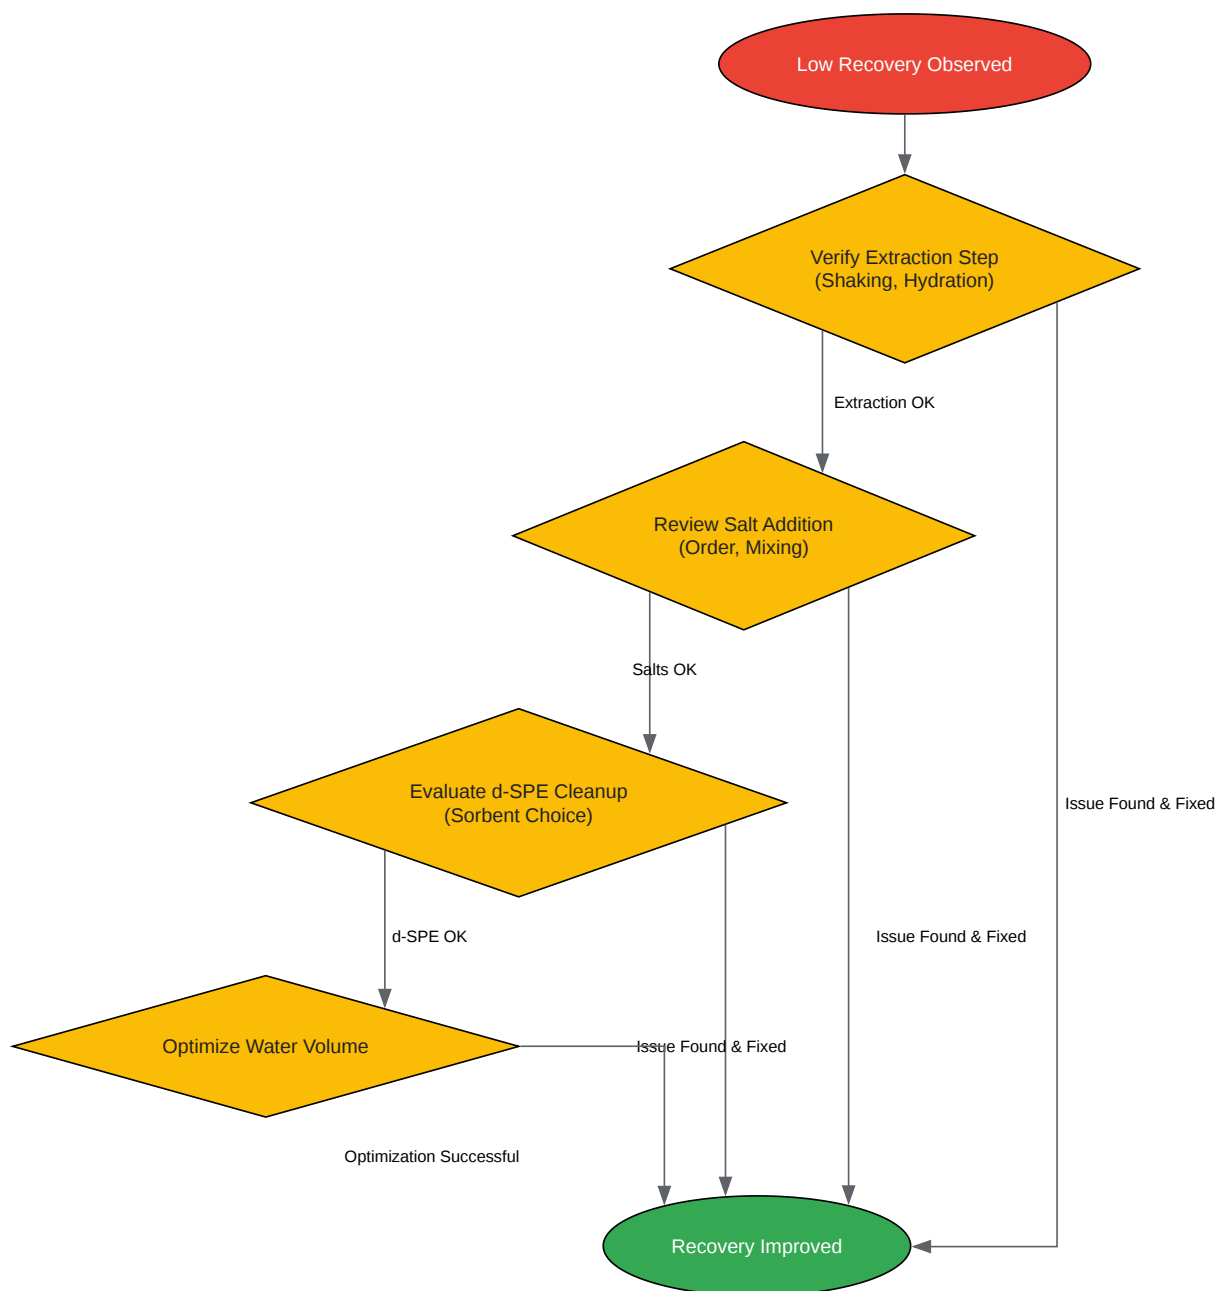 Low Recovery Observed
Verify Extraction Step
(Shaking, Hydration)
Extraction OK
Review Salt Addition
(Order, Mixing)
Salts OK
Evaluate d-SPE Cleanup
(Sorbent Choice)
Issue Found & Fixed
d-SPE OK
Issue Found & Fixed
Optimize Water Volume
Issue Found & Fixed
Optimization Successful
Recovery Improved